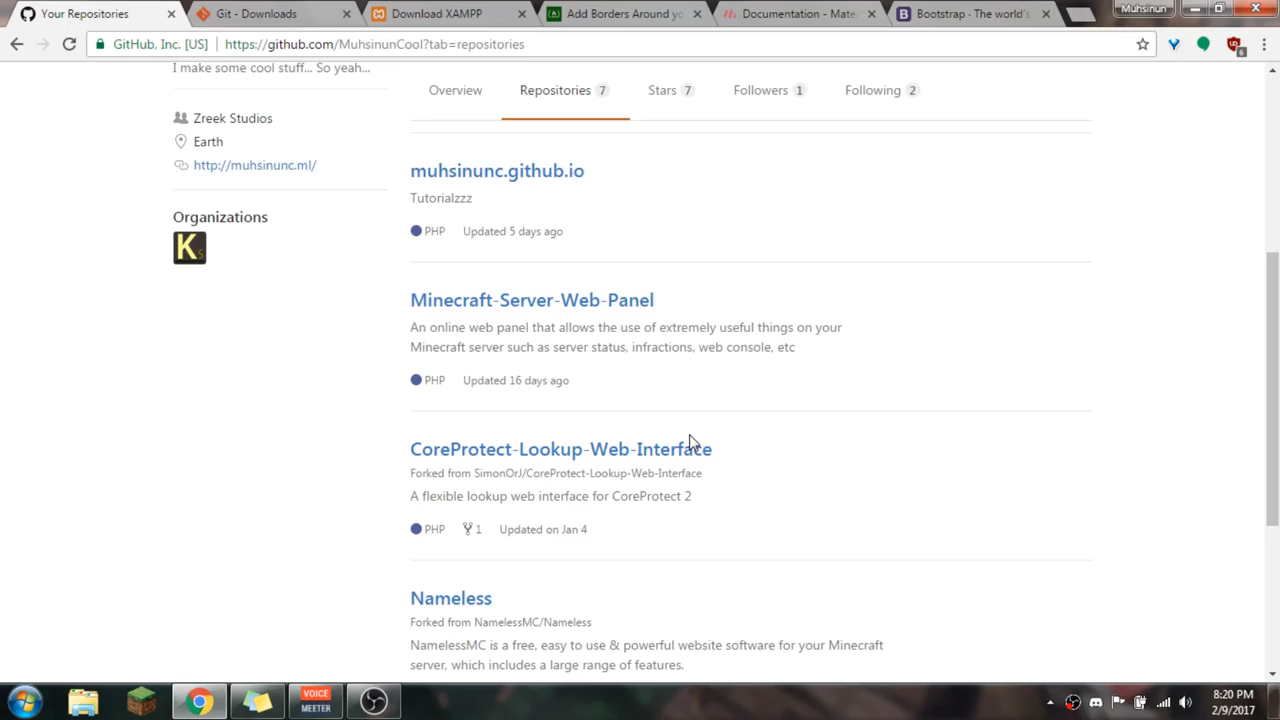 Your Repositories
Git - Downloads
Download XAMPP
Add Borders Around yo
Documentation - Mate
Bootstrap · The world's
Muhsinun
GitHub, Inc. [US]
https://github.com/MuhsinunCool?tab=repositories
6
I make some cool stuff... So yeah...
Zreek Studios
Earth
http://muhsinunc.ml/
Organizations
K s
Overview
Repositories 7
Stars 7
Followers 1
Following 2
muhsinunc.github.io
Tutorialzzz
PHP Updated 5 days ago
Minecraft-Server-Web-Panel
An online web panel that allows the use of extremely useful things on your
Minecraft server such as server status, infractions, web console, etc
PHP Updated 16 days ago
CoreProtect-Lookup-Web-Interface
Forked from SimonOrJ/CoreProtect-Lookup-Web-Interface
A flexible lookup web interface for CoreProtect 2
PHP 1 Updated on Jan 4
Nameless
Forked from NamelessMC/Nameless
NamelessMC is a free, easy to use & powerful website software for your Minecraft
server, which includes a large range of features.
VOICE
MEETER
8:20 PM
2/9/2017